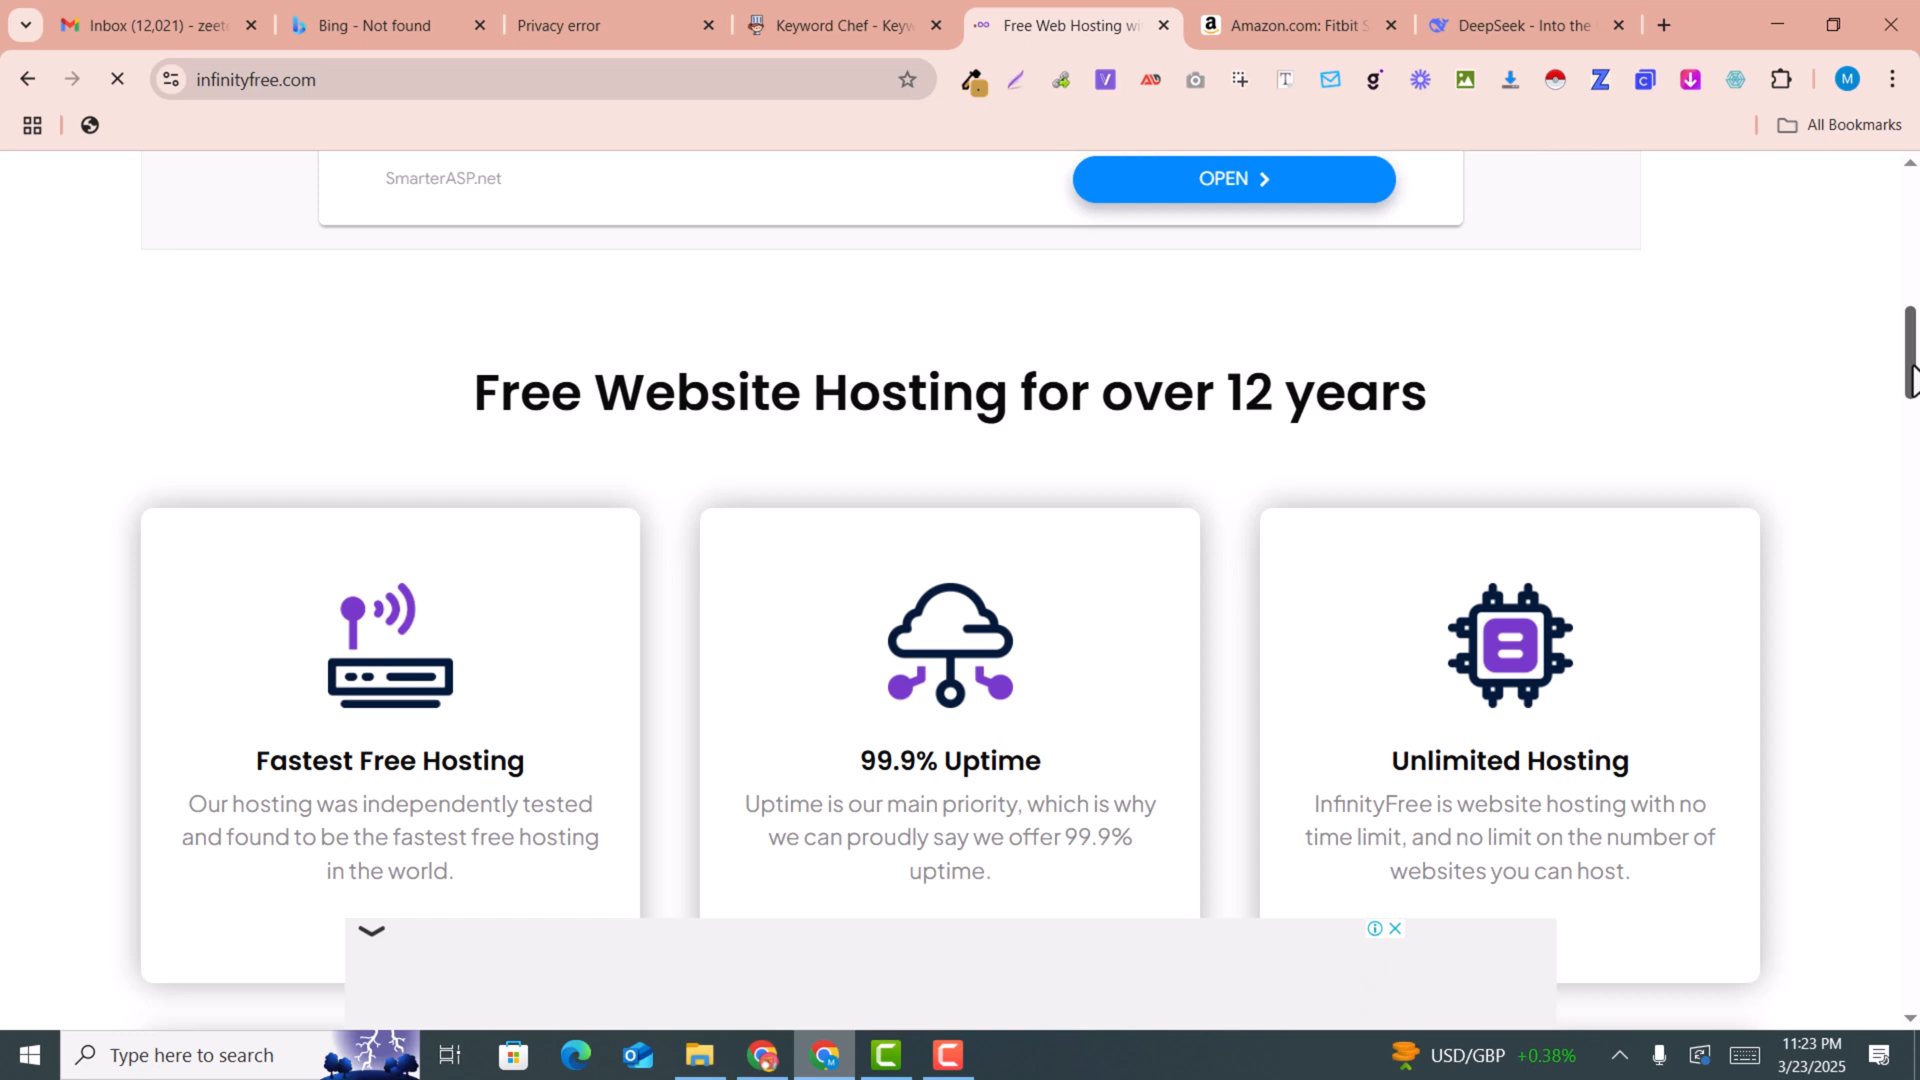 Inbox (12,021) - zeet
Bing - Not found
Privacy error
Keyword Chef - Keyw
Free Web Hosting wi
Amazon.com: Fitbit S
DeepSeek - Into the
infinityfree.com
M
All Bookmarks
SmarterASP.net
OPEN
Free Website Hosting for over 12 years
Fastest Free Hosting
Our hosting was independently tested
and found to be the fastest free hosting
in the world.
99.9% Uptime
Uptime is our main priority, which is why
we can proudly say we offer 99.9%
uptime.
Unlimited Hosting
InfinityFree is website hosting with no
time limit, and no limit on the number of
websites you can host.
Type here to search
USD/GBP +0.38%
11:23 PM
3/23/2025